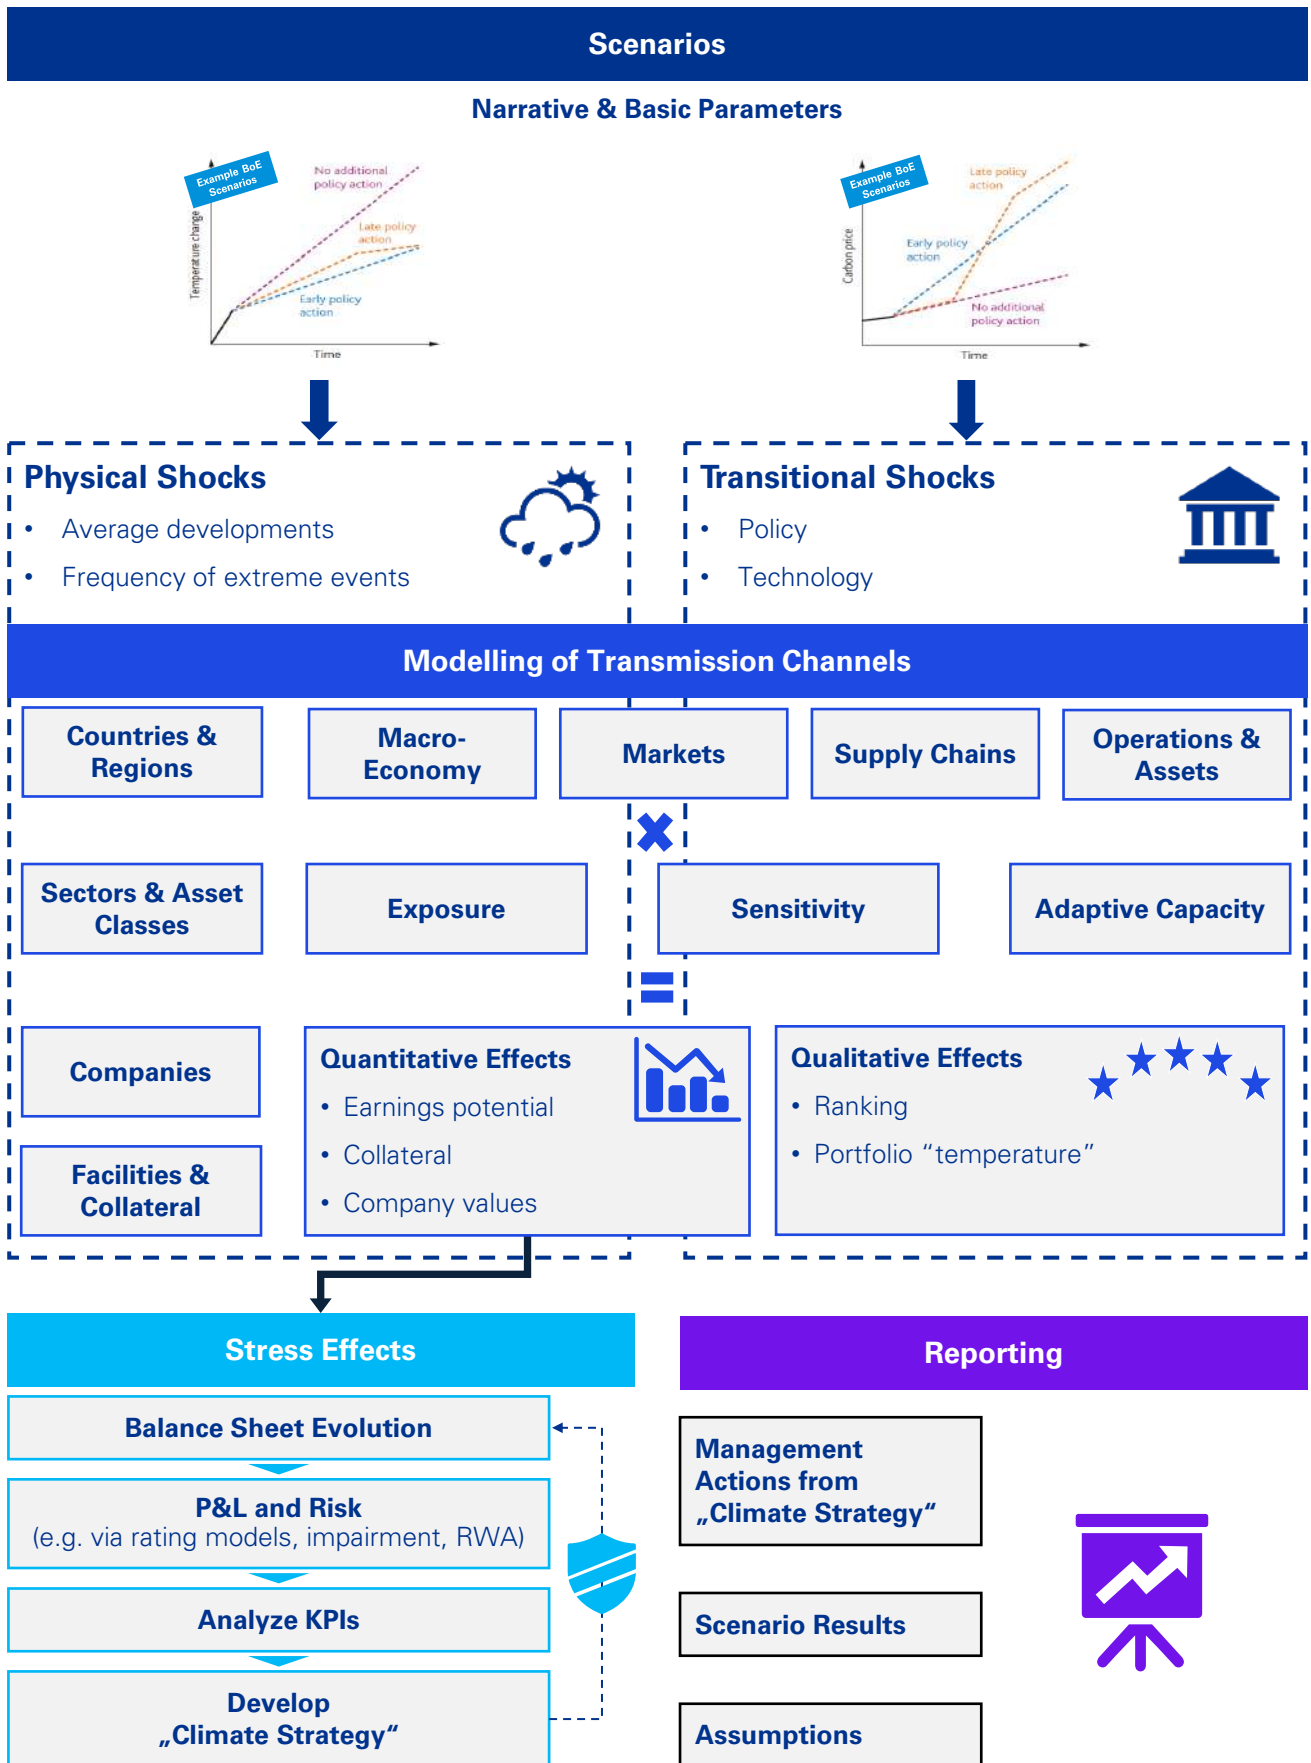 Scenarios
Narrative & Basic Parameters
Example BoE
Scenarios
No additional
policy action
Late policy
action
Early policy
action
Temperature change
Time
Example BoE
Scenarios
Late policy
action
Early policy
action
No additional
policy action
Carbon price
Time
Physical Shocks
• Average developments
• Frequency of extreme events
Transitional Shocks
• Policy
• Technology
Modelling of Transmission Channels
Countries &
Regions
Macro-
Economy
Markets
Supply Chains
Operations &
Assets
Sectors & Asset
Classes
Exposure
Sensitivity
Adaptive Capacity
Companies
Facilities &
Collateral
Quantitative Effects
• Earnings potential
• Collateral
• Company values
Qualitative Effects
• Ranking
• Portfolio “temperature”
Stress Effects
Balance Sheet Evolution
P&L and Risk
(e.g. via rating models, impairment, RWA)
Analyze KPIs
Develop
„Climate Strategy“
Reporting
Management
Actions from
„Climate Strategy“
Scenario Results
Assumptions